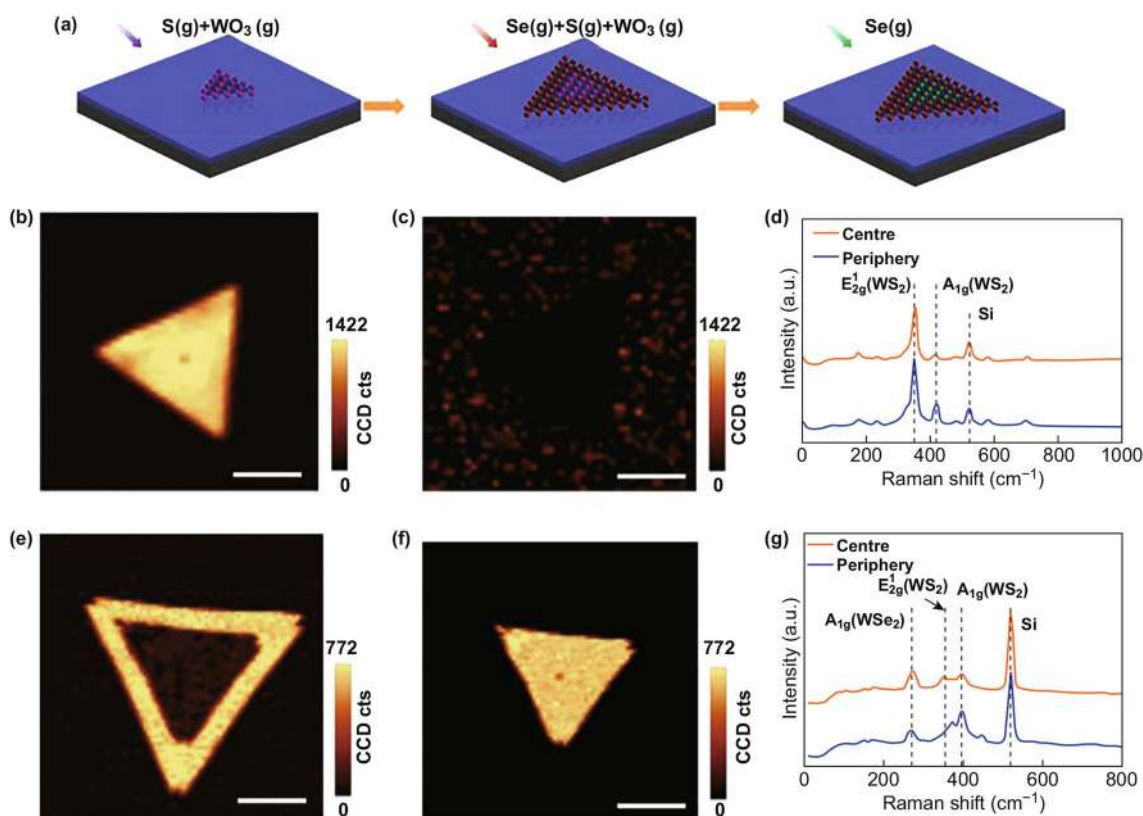 (a)
S(g)+WO₃ (g)
Se(g)+S(g)+WO₃ (g)
Se(g)
(b)
1422
CCD cts
0
(c)
1422
CCD cts
0
(d)
Centre
Periphery
E¹₂g(WS₂)
A₁g(WS₂)
Si
Intensity (a.u.)
0 200 400 600 800 1000
Raman shift (cm⁻¹)
(e)
772
CCD cts
0
(f)
772
CCD cts
0
(g)
Centre
Periphery
E¹₂g(WS₂)
A₁g(WS₂)
A₁g(WSe₂)
Si
Intensity (a.u.)
0 200 400 600 800
Raman shift (cm⁻¹)